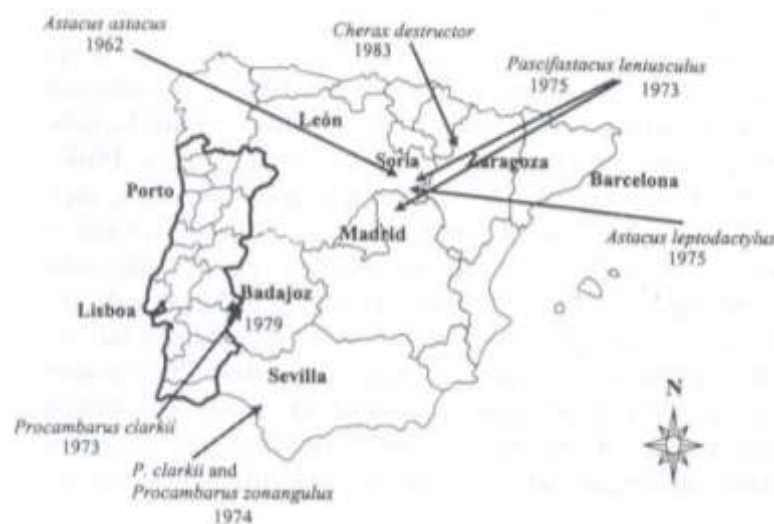 Astacus astacus
1962
Cherax destructor
1983
Pascifastacus leniusculus
1975 1973
León
Soria Zaragoza
Porto
Barcelona
Madrid
Astacus leptodactylus
1975
Badajoz
Lisboa
1979
Sevilla
N
Procambarus clarkii
1973
P. clarkii and
Procambarus zonangulus
1974